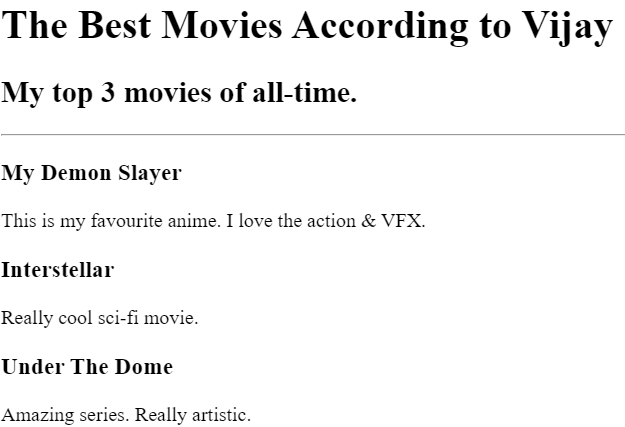 The Best Movies According to Vijay
My top 3 movies of all-time.
My Demon Slayer
This is my favourite anime. I love the action & VFX.
Interstellar
Really cool sci-fi movie.
Under The Dome
Amazing series. Really artistic.